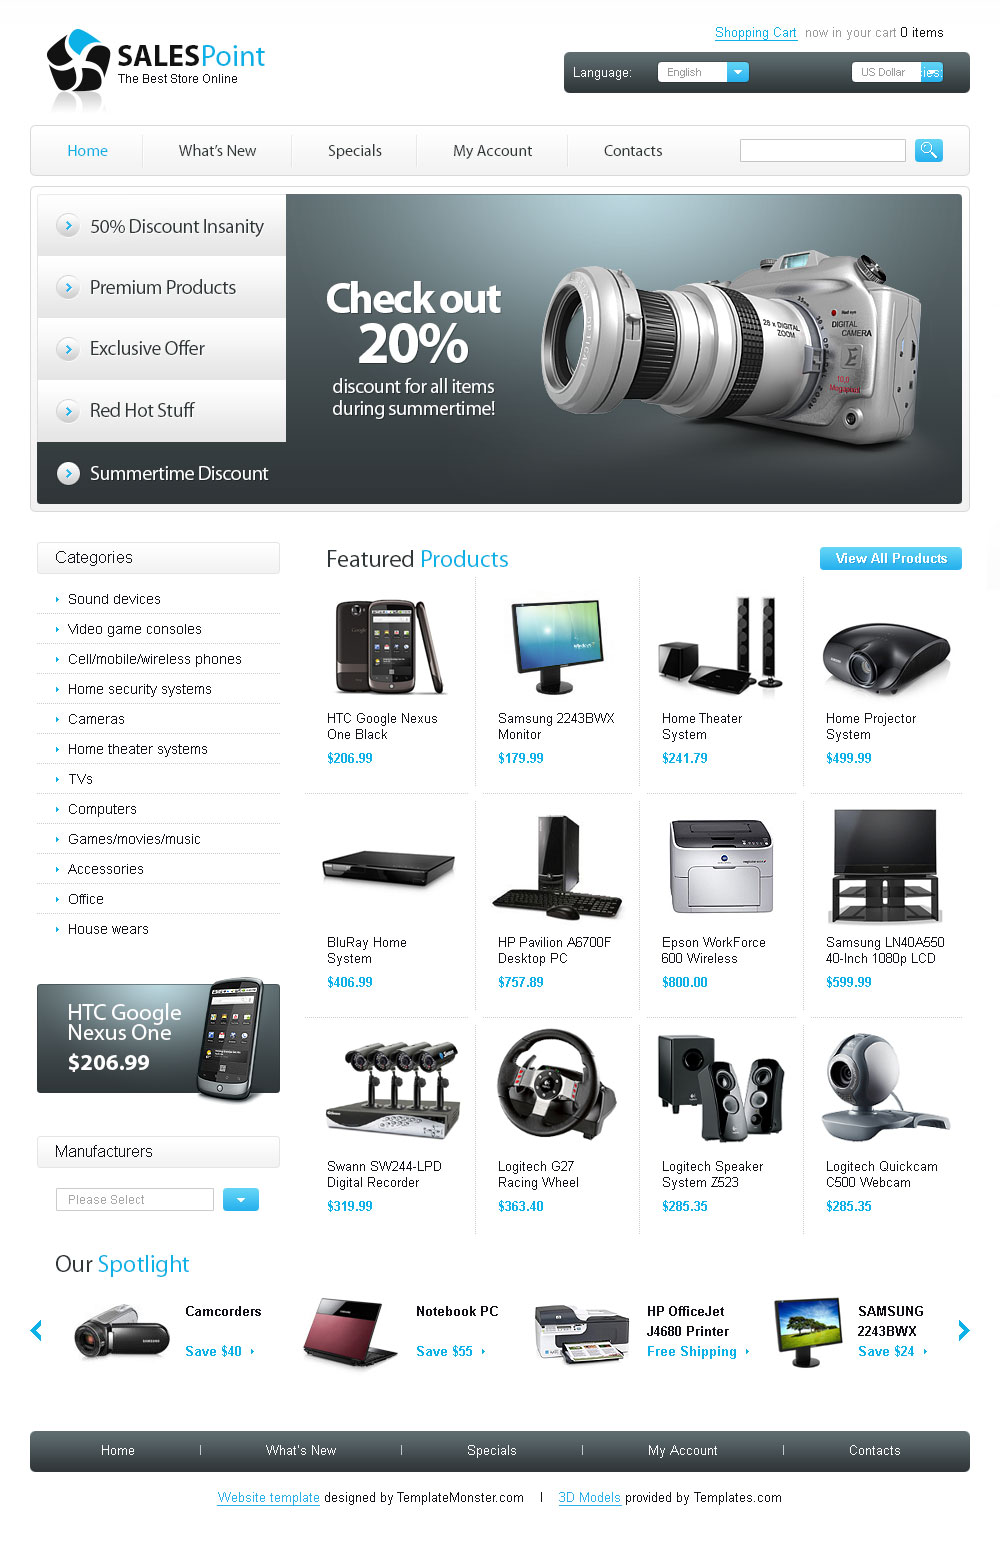 Shopping Cart now in your cart 0 items
SALESPoint
The Best Store Online
Language:
English
US Dollar
Home
What's New
Specials
My Account
Contacts
50% Discount Insanity
Premium Products
Exclusive Offer
Red Hot Stuff
Summertime Discount
Check out
20%
discount for all items
during summertime!
28 x DIGITAL
ZOOM
DIGITAL
CAMERA
10.0
Categories
Sound devices
Video game consoles
Cell/mobile/wireless phones
Home security systems
Cameras
Home theater systems
TVs
Computers
Games/movies/music
Accessories
Office
House wears
HTC Google
Nexus One
$206.99
Manufacturers
Please Select
Featured Products
View All Products
HTC Google Nexus
One Black
$206.99
Samsung 2243BWX
Monitor
$179.99
Home Theater
System
$241.79
Home Projector
System
$499.99
BluRay Home
System
$406.99
HP Pavilion A6700F
Desktop PC
$757.89
Epson WorkForce
600 Wireless
$800.00
Samsung LN40A550
40-Inch 1080p LCD
$599.99
Swann SW244-LPD
Digital Recorder
$319.99
Logitech G27
Racing Wheel
$363.40
Logitech Speaker
System Z523
$285.35
Logitech Quickcam
C500 Webcam
$285.35
Our Spotlight
Camcorders
Save $40
Notebook PC
Save $55
HP OfficeJet
J4680 Printer
Free Shipping
SAMSUNG
2243BWX
Save $24
Home | What's New | Specials | My Account | Contacts
Website template designed by TemplateMonster.com | 3D Models provided by Templates.com